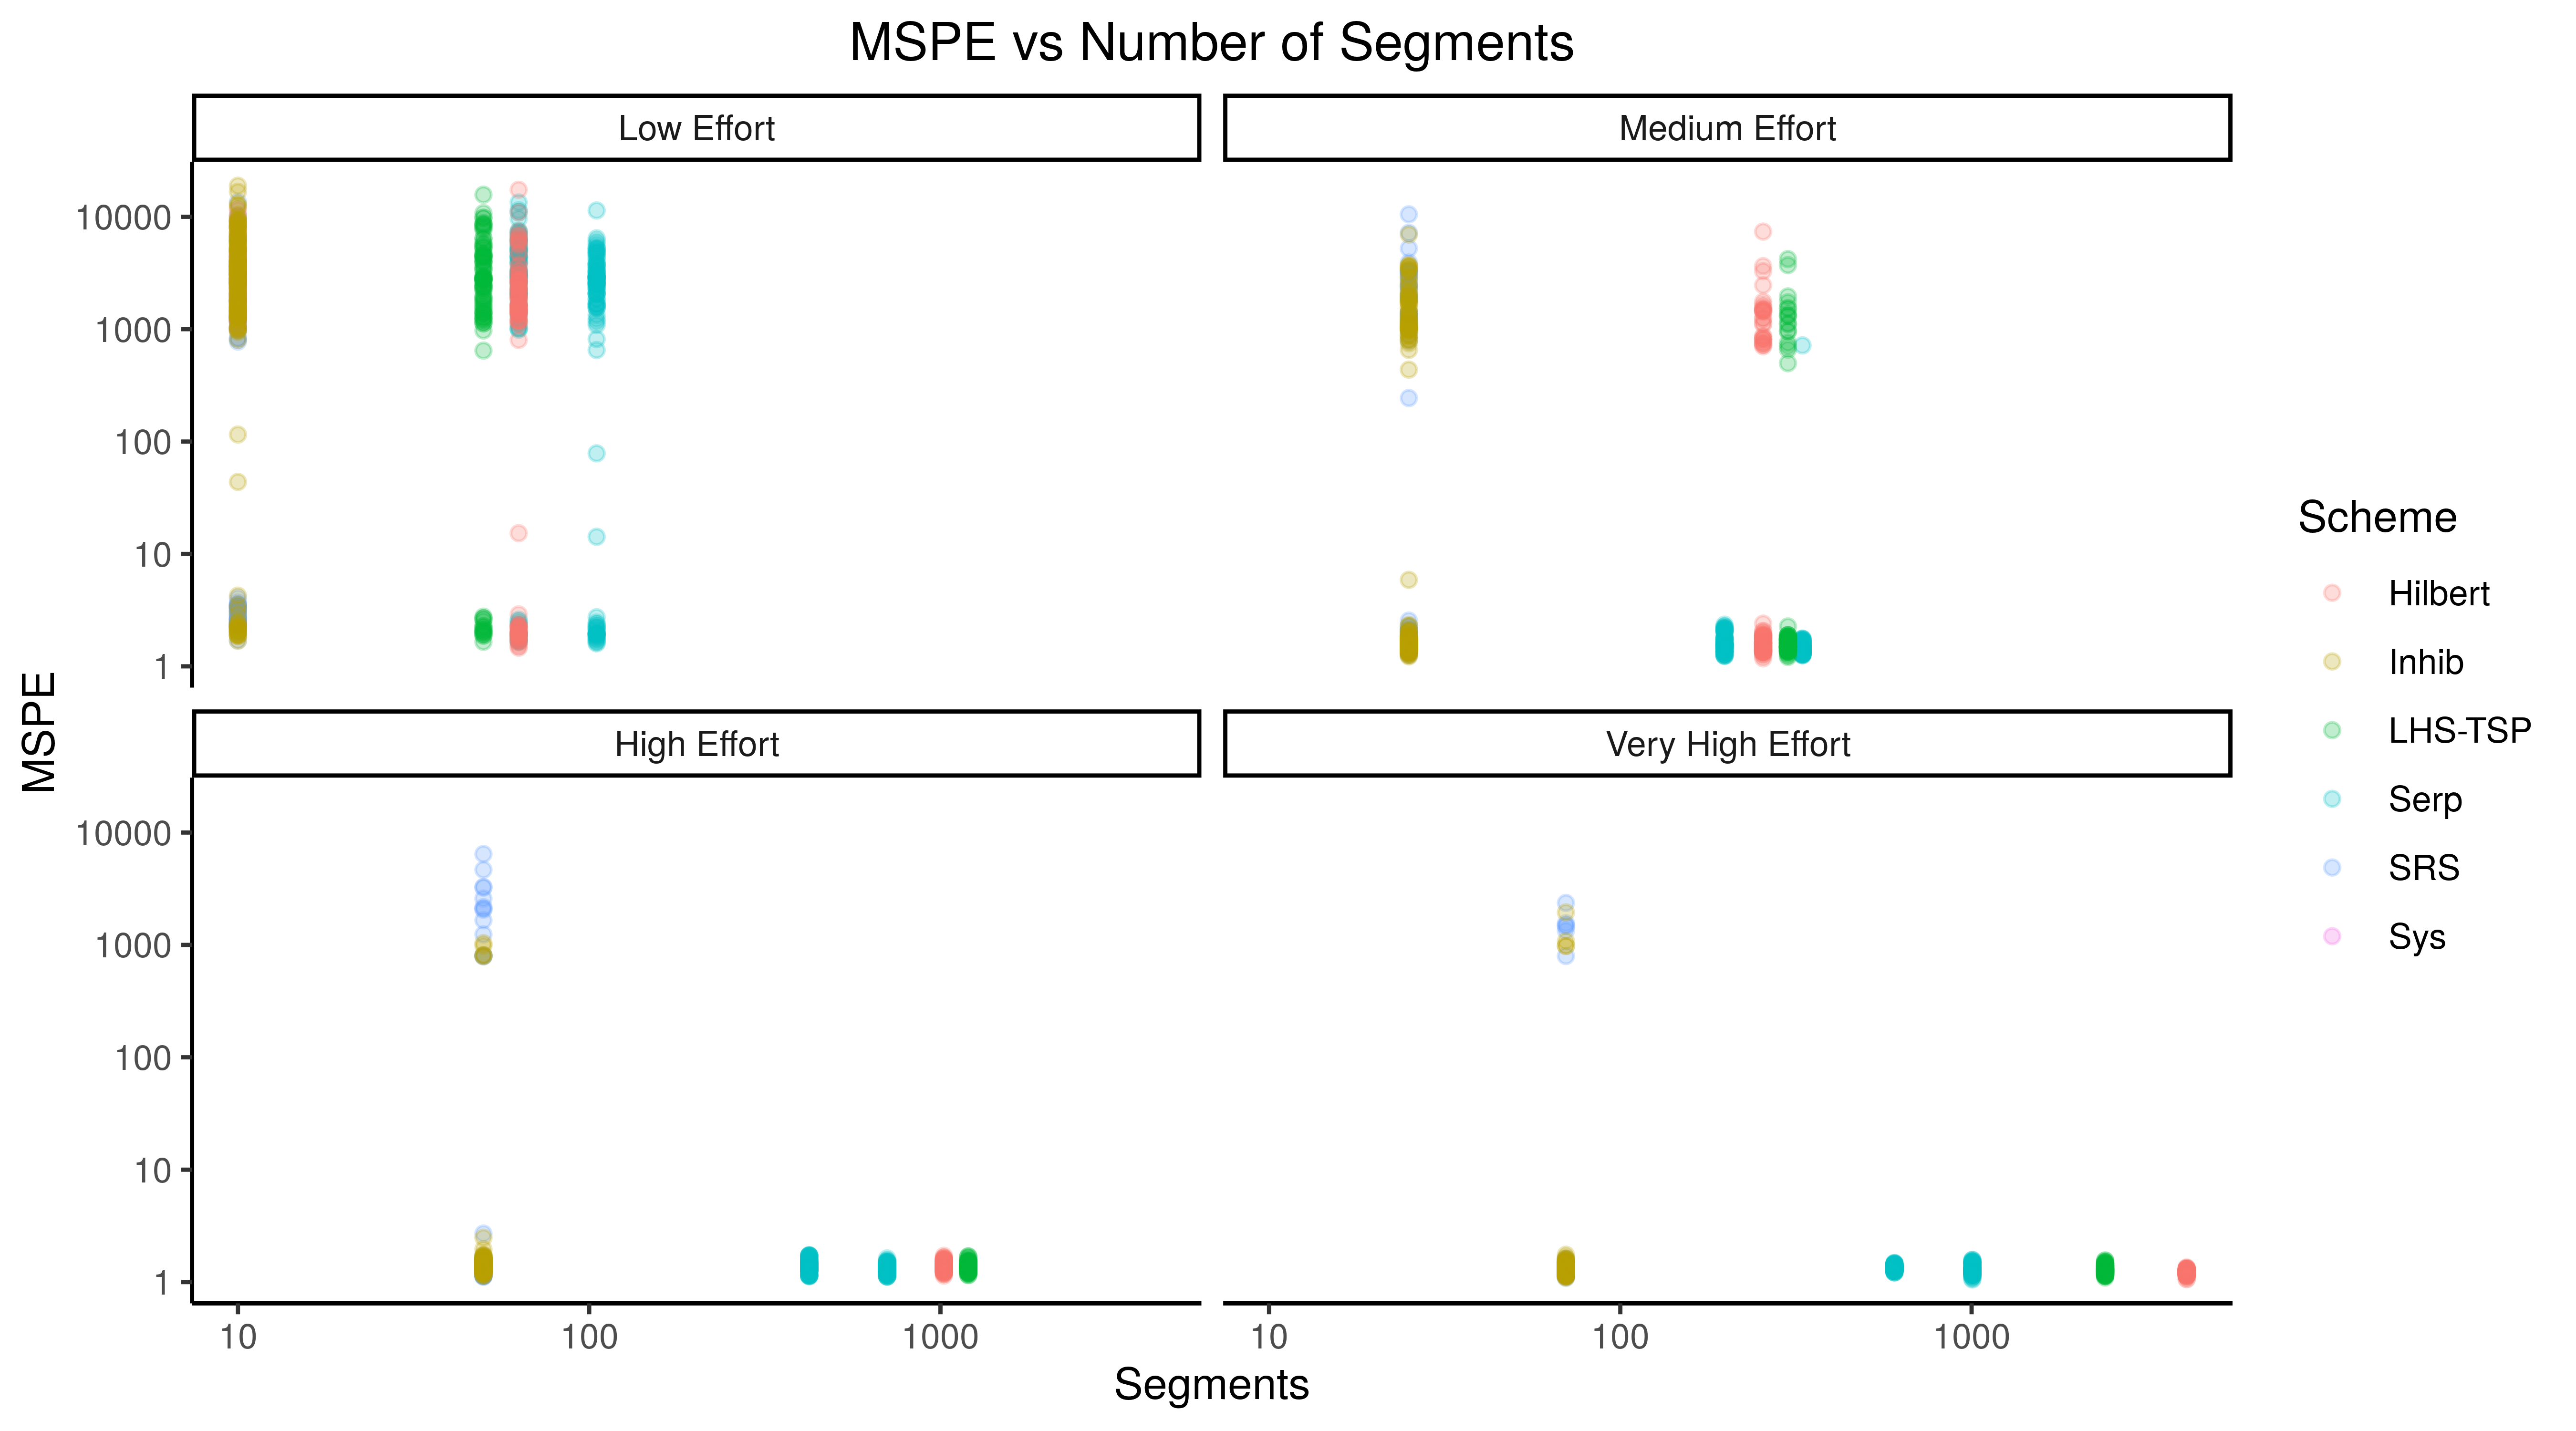 MSPE vs Number of Segments
Low Effort
Medium Effort
10000
1000
100
10
1
High Effort
Very High Effort
10000
1000
100
10
1
10 100 1000
10 100 1000
Segments
MSPE
Scheme
Hilbert
Inhib
LHS-TSP
Serp
SRS
Sys